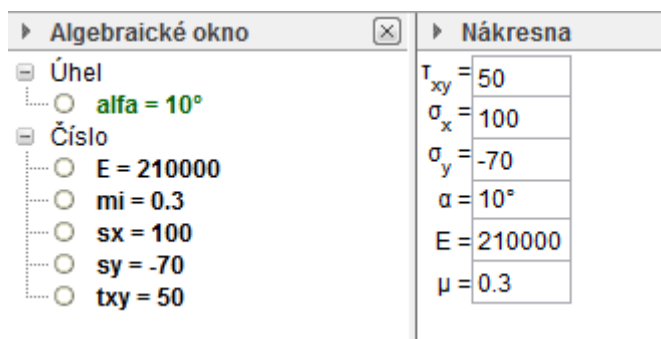 Algebraické okno
Úhel
alfa = 10°
Číslo
E = 210000
mi = 0.3
sx = 100
sy = -70
txy = 50
Nákresna
τxy = 50
σx = 100
σy = -70
α = 10°
E = 210000
μ = 0.3